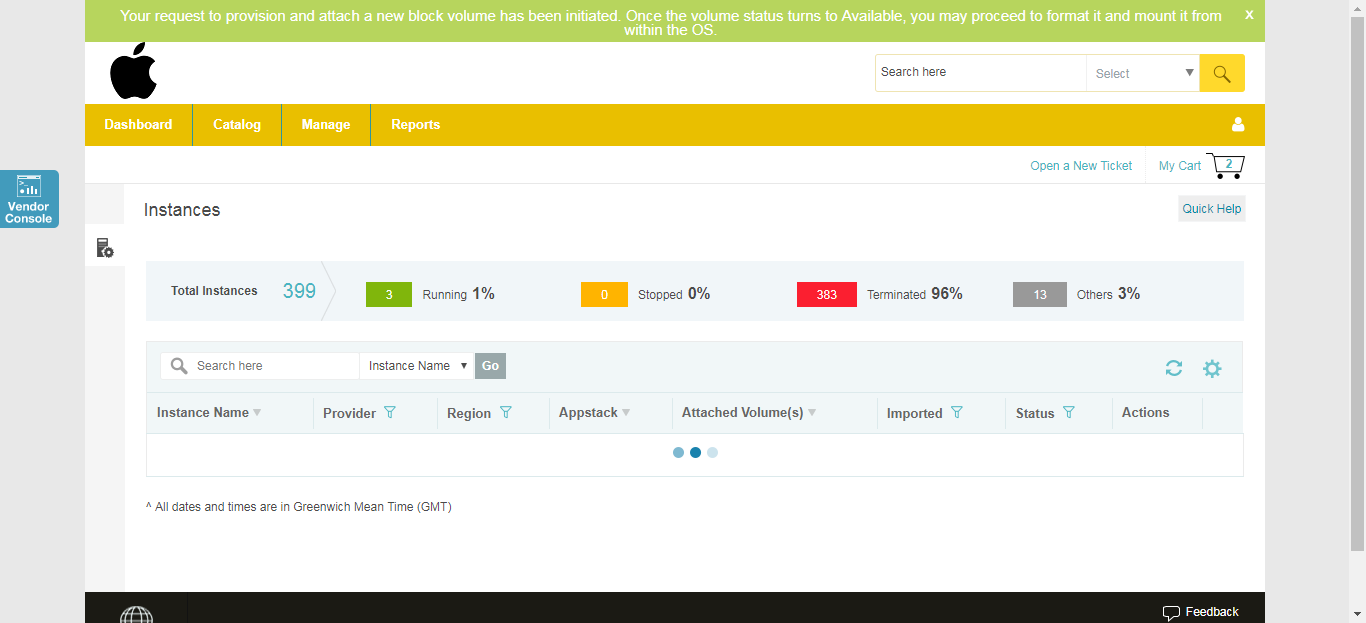 Your request to provision and attach a new block volume has been initiated. Once the volume status turns to Available, you may proceed to format it and mount it from
within the OS.
x
Search here
Select
Dashboard
Catalog
Manage
Reports
Open a New Ticket
My Cart
2
Vendor
Console
Instances
Quick Help
Total Instances 399
3 Running 1%
0 Stopped 0%
383 Terminated 96%
13 Others 3%
Search here
Instance Name
Go
Instance Name
Provider
Region
Appstack
Attached Volume(s)
Imported
Status
Actions
^ All dates and times are in Greenwich Mean Time (GMT)
Feedback